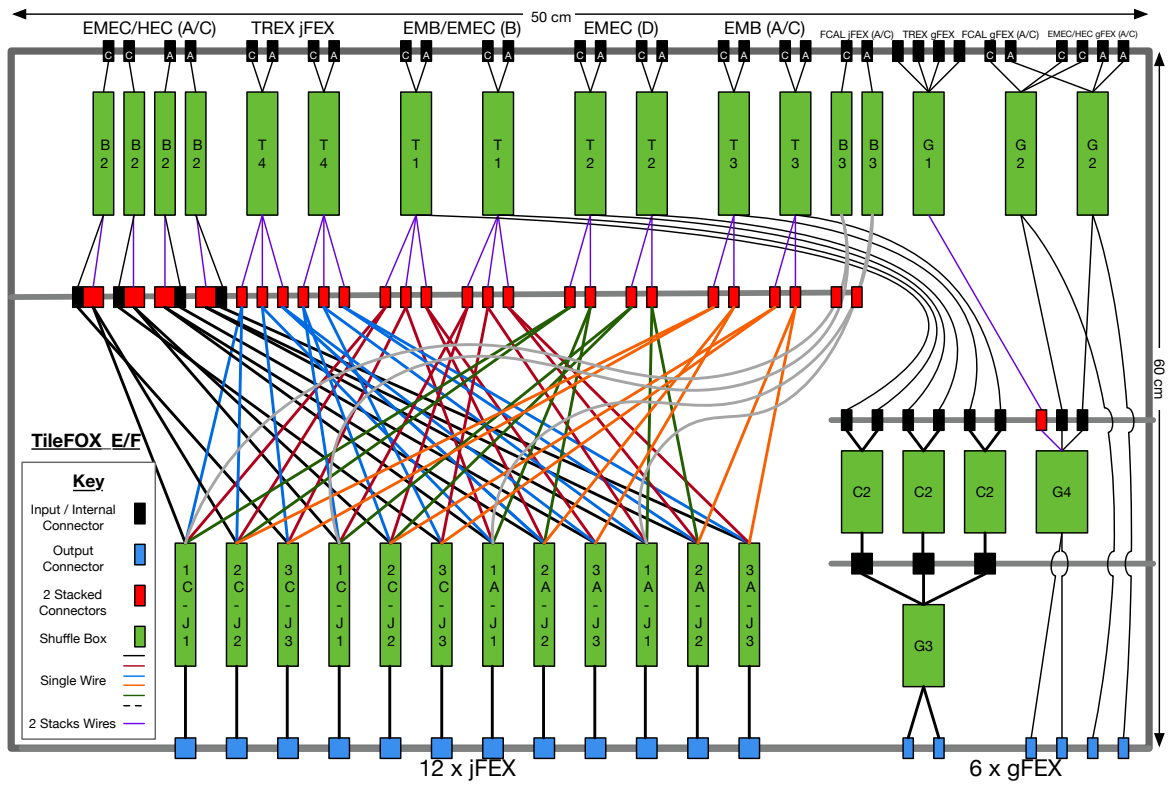 50 cm
EMEC/HEC (A/C)
TREX jFEX
EMB/EMEC (B)
EMEC (D)
EMB (A/C)
FCAL jFEX (A/C)
TREX gFEX
FCAL gFEX (A/C)
EMEC/HEC gFEX (A/C)
C C A A
C A C A
C A C A
C A C A
C A C A
C A
C A
C C A A
B2
B2
B2
B2
T4
T4
T1
T1
T2
T2
T3
T3
B3
B3
G1
G2
G2
60 cm
TileFOX E/F
Key
Input / Internal
Connector
Output
Connector
2 Stacked
Connectors
Shuffle Box
Single Wire
2 Stacks Wires
C2
C2
C2
G4
G3
1C-J1
2C-J2
3C-J3
1C-J1
2C-J2
3C-J3
1A-J1
2A-J2
3A-J3
1A-J1
2A-J2
3A-J3
12 x jFEX
6 x gFEX